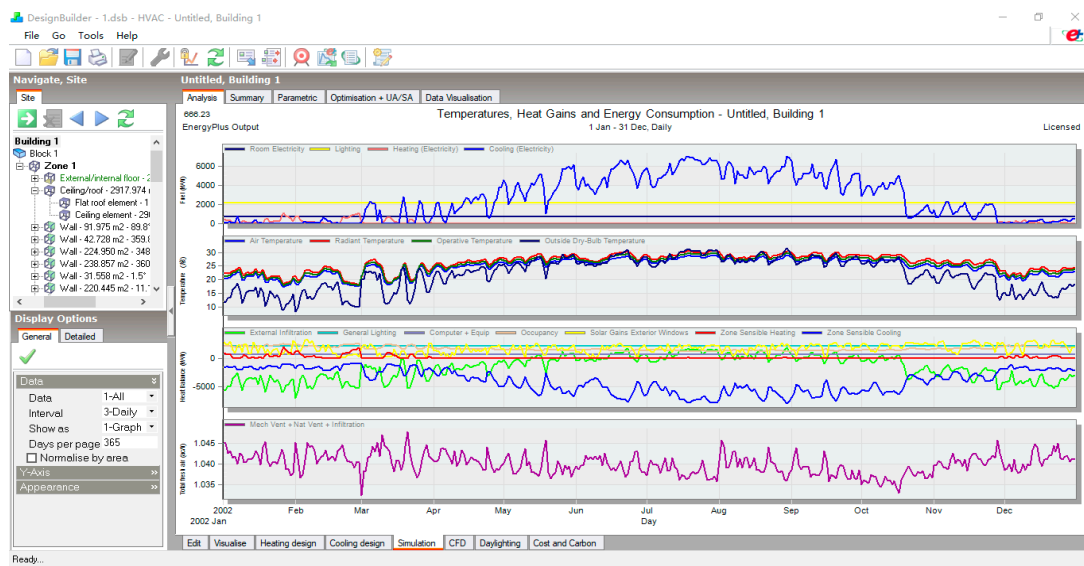 DesignBuilder - 1.dsb - HVAC - Untitled, Building 1
File Go Tools Help
Navigate, Site
Site
Building 1
Block 1
Zone 1
External/internal floor - 2
Ceiling/roof - 2917.974
Flat roof element - 1
Ceiling element - 29
Wall - 91.975 m2 - 89.8°
Wall - 42.728 m2 - 359.
Wall - 224.950 m2 - 348
Wall - 238.857 m2 - 360
Wall - 31.558 m2 - 1.5°
Wall - 220.445 m2 - 11.
Display Options
General Detailed
Data
Data 1-All
Interval 3-Daily
Show as 1-Graph
Days per page 365
Normalise by area
Y-Axis
Appearance
Untitled, Building 1
Analysis Summary Parametric Optimisation + UA/SA Data Visualisation
666.23 Temperatures, Heat Gains and Energy Consumption - Untitled, Building 1
EnergyPlus Output 1 Jan - 31 Dec, Daily Licensed
Room Electricity Lighting Heating (Electricity) Cooling (Electricity)
Fuel (kWh)
6000
4000
2000
0
Air Temperature Radiant Temperature Operative Temperature Outside Dry-Bulb Temperature
Temperature (°C)
30
25
20
15
10
External Infiltration General Lighting Computer + Equip Occupancy Solar Gains Exterior Windows Zone Sensible Heating Zone Sensible Cooling
Heat Balance (kWh)
0
-5000
Mech Vent + Nat Vent + Infiltration
Total fresh air (ac/h)
1.045
1.040
1.035
2002 Feb Mar Apr May Jun Jul Aug Sep Oct Nov Dec
2002 Jan Day
Edit Visualise Heating design Cooling design Simulation CFD Daylighting Cost and Carbon
Ready...